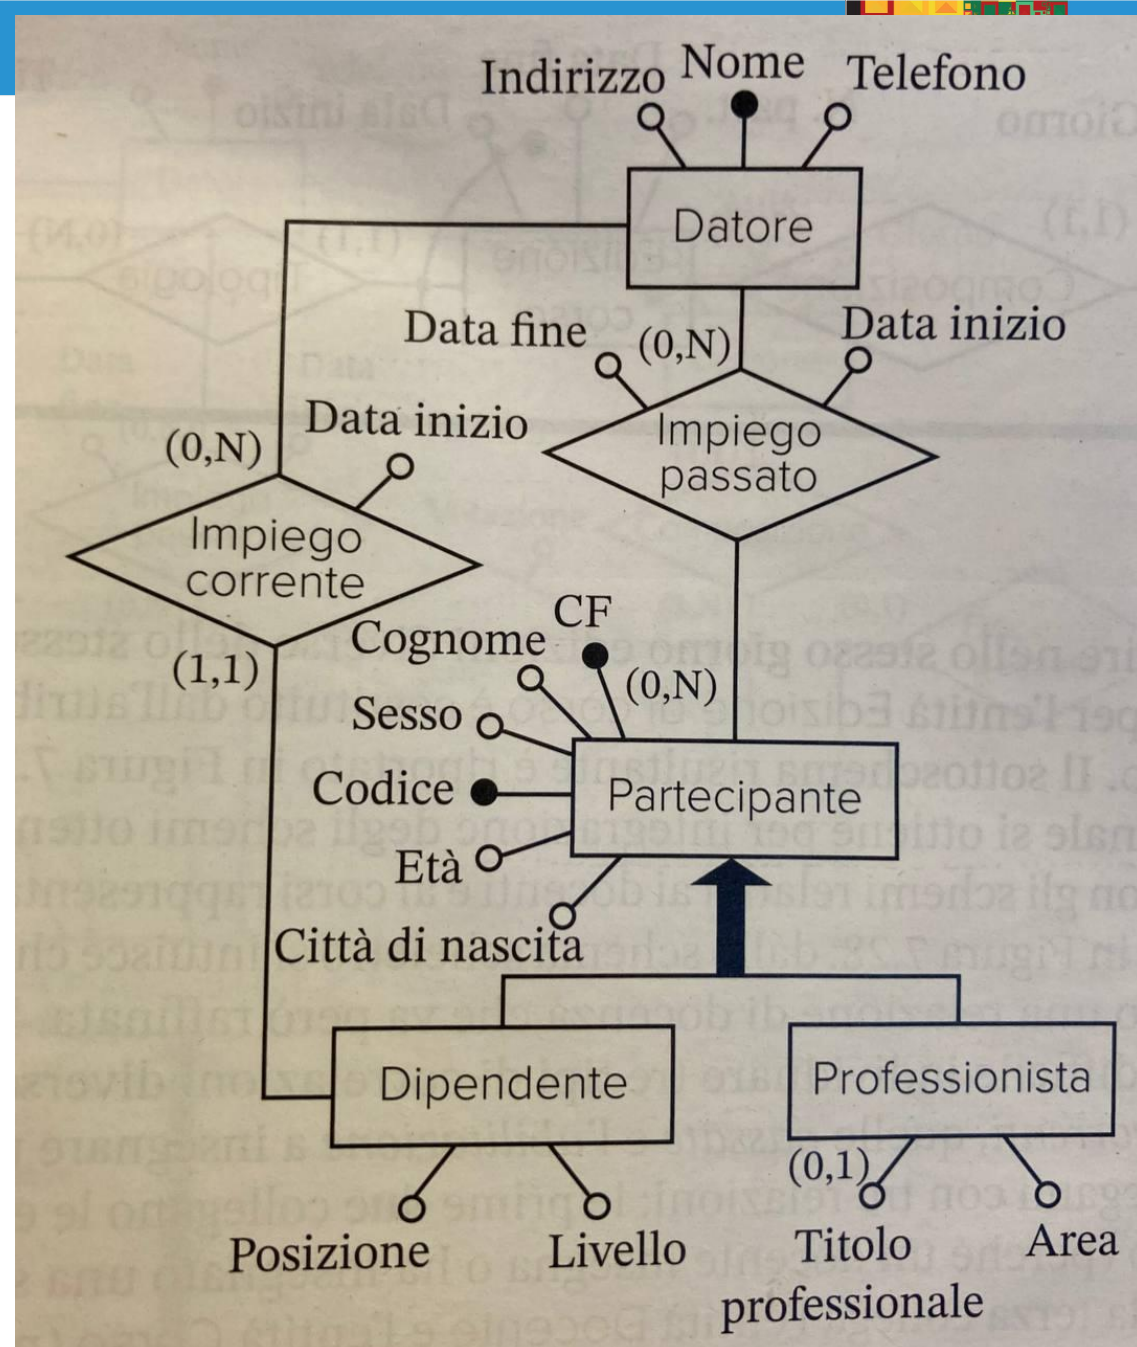 Indirizzo
Nome
Telefono
Datore
Data fine
(0,N)
Data inizio
Impiego
passato
Data inizio
(0,N)
Impiego
corrente
(1,1)
CF
Cognome
(0,N)
Sesso
Codice
Partecipante
Età
Città di nascita
Dipendente
Professionista
(0,1)
Posizione
Livello
Titolo
professionale
Area